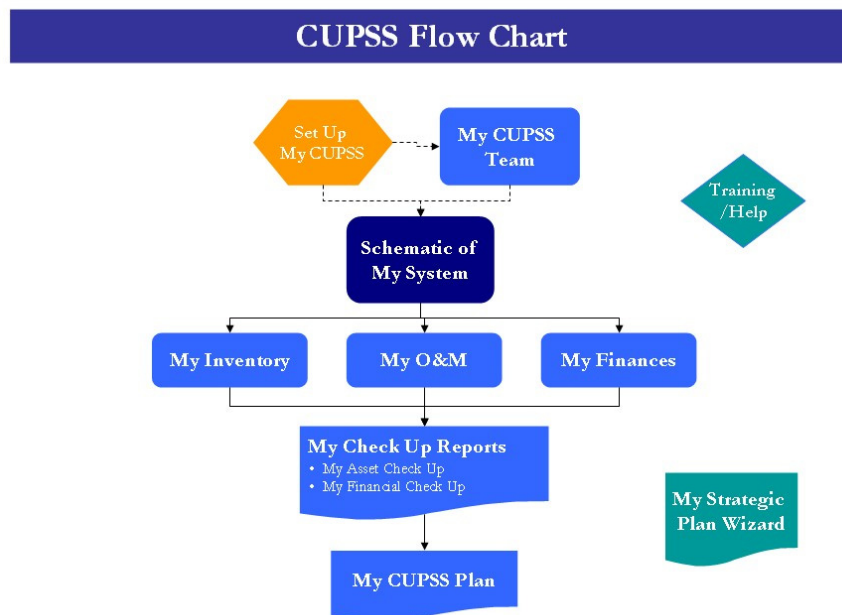 CUPSS Flow Chart
Set Up
My CUPSS
My CUPSS
Team
Training
/Help
Schematic of
My System
My Inventory
My O&M
My Finances
My Check Up Reports
• My Asset Check Up
• My Financial Check Up
My Strategic
Plan Wizard
My CUPSS Plan